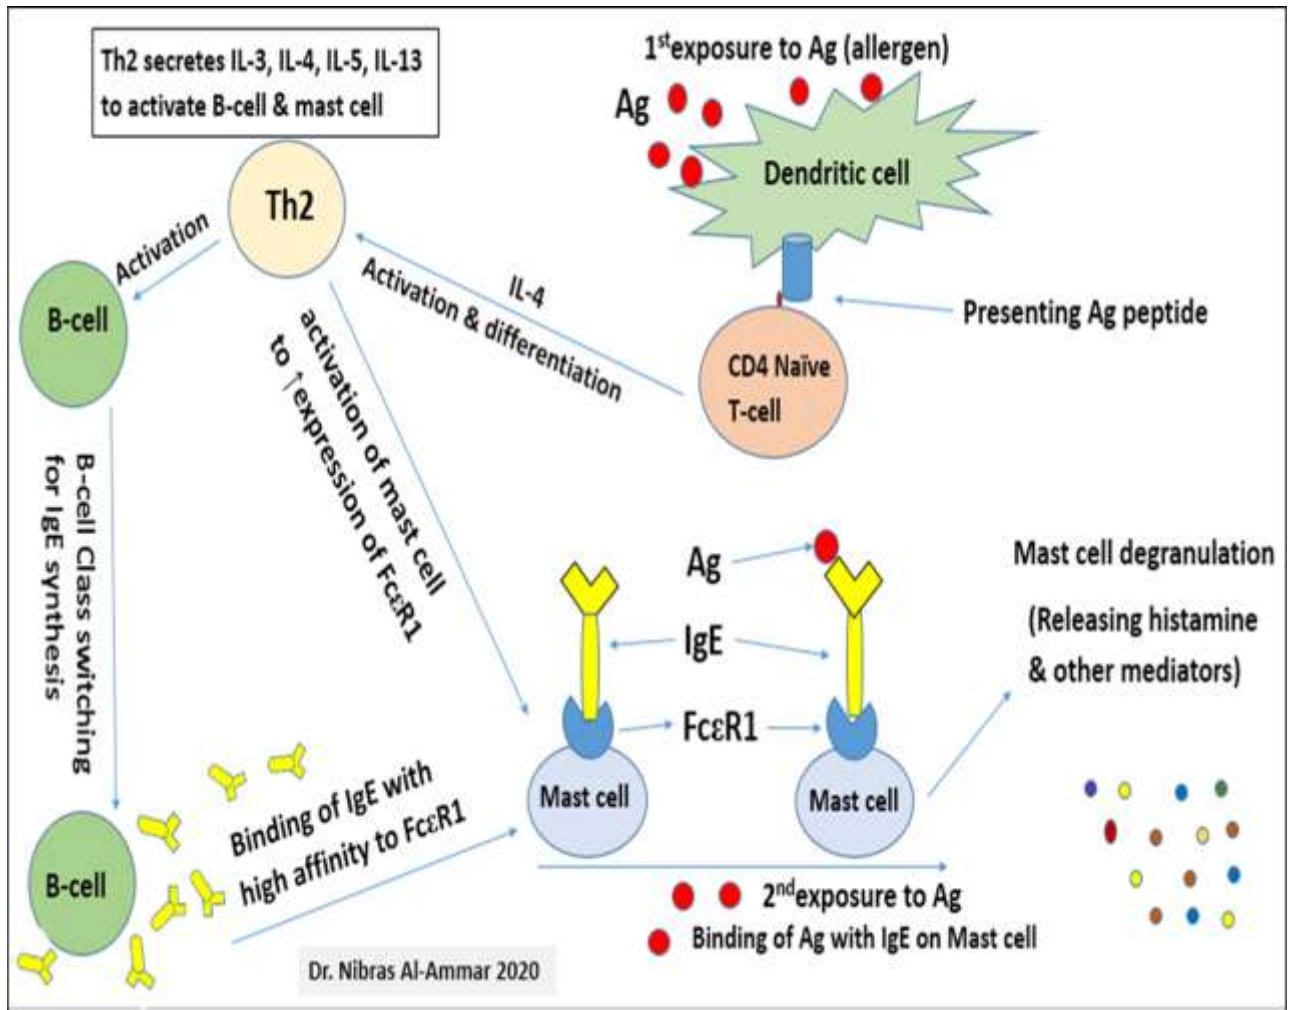 Th2 secretes IL-3, IL-4, IL-5, IL-13
to activate B-cell & mast cell
1st exposure to Ag (allergen)
Ag
Dendritic cell
Th2
Activation
B-cell
IL-4
Activation & differentiation
Presenting Ag peptide
CD4 Naïve
T-cell
activation of mast cell
to ↑expression of FcεR1
B-cell Class switching
for IgE synthesis
Ag
IgE
FcεR1
Mast cell
Mast cell
Mast cell degranulation
(Releasing histamine
& other mediators)
B-cell
Binding of IgE with
high affinity to FcεR1
2nd exposure to Ag
Binding of Ag with IgE on Mast cell
Dr. Nibras Al-Ammar 2020